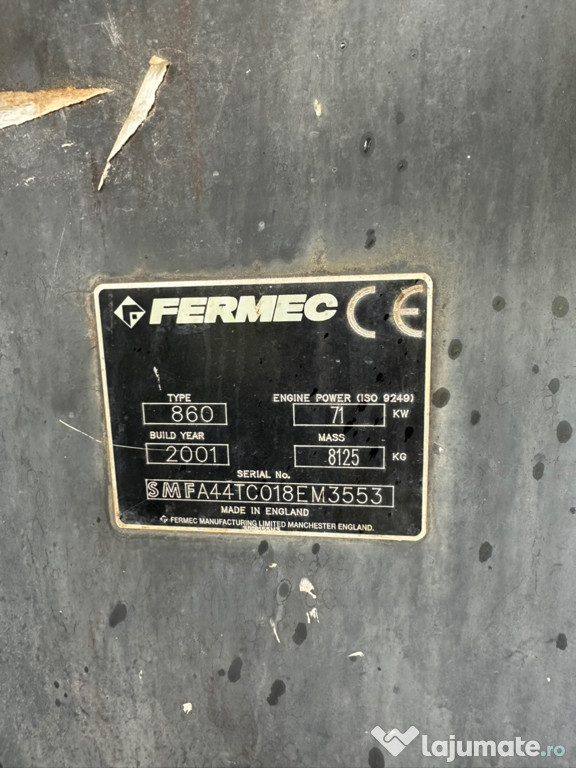 FERMEC CE
TYPE ENGINE POWER (ISO 9249)
860 71 KW
BUILD YEAR MASS
2001 8125 KG
SERIAL No.
SMFA44TC018EM3553
MADE IN ENGLAND
FERMEC MANUFACTURING LIMITED MANCHESTER ENGLAND.
lajumate.ro